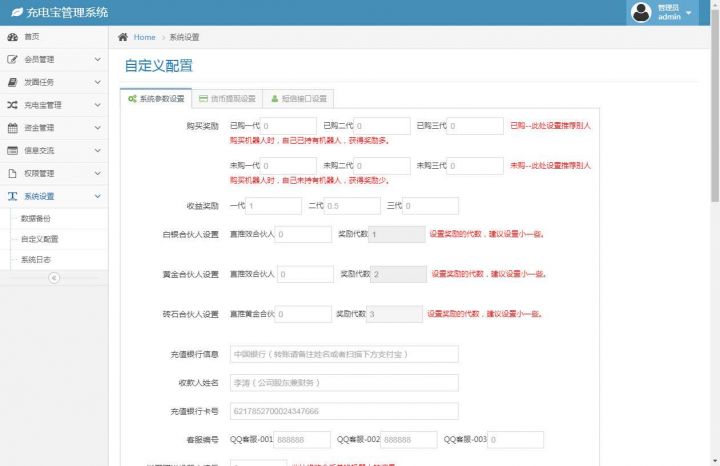 充电宝管理系统
管理员
admin
首页
会员管理
发圈任务
充电宝管理
资金管理
信息交流
权限管理
系统设置
数据备份
自定义配置
系统日志
Home > 系统设置
自定义配置
系统参数设置 货币提现设置 短信接口设置
购买奖励 已购一代 0 已购二代 0 已购三代 0 已购--此处设置推荐别人
购买机器人时，自己已持有机器人，获得奖励多。
未购一代 0 未购二代 0 未购三代 0 未购--此处设置推荐别人
购买机器人时，自己未持有机器人，获得奖励少。
收益奖励 一代 1 二代 0.5 三代 0
白银合伙人设置 直推效合伙人 0 奖励代数 1 设置奖励的代数，建议设置小一些。
黄金合伙人设置 直推效合伙人 0 奖励代数 2 设置奖励的代数，建议设置小一些。
砖石合伙人设置 直推黄金合伙 0 奖励代数 3 设置奖励的代数，建议设置小一些。
充值银行信息 中国银行（转账请备注姓名或者扫描下方支付宝）
收款人姓名 李涛（公司股东兼财务）
充值银行卡号 6217852700024347666
客服编号 QQ客服-001 888888 QQ客服-002 888888 QQ客服-003 0